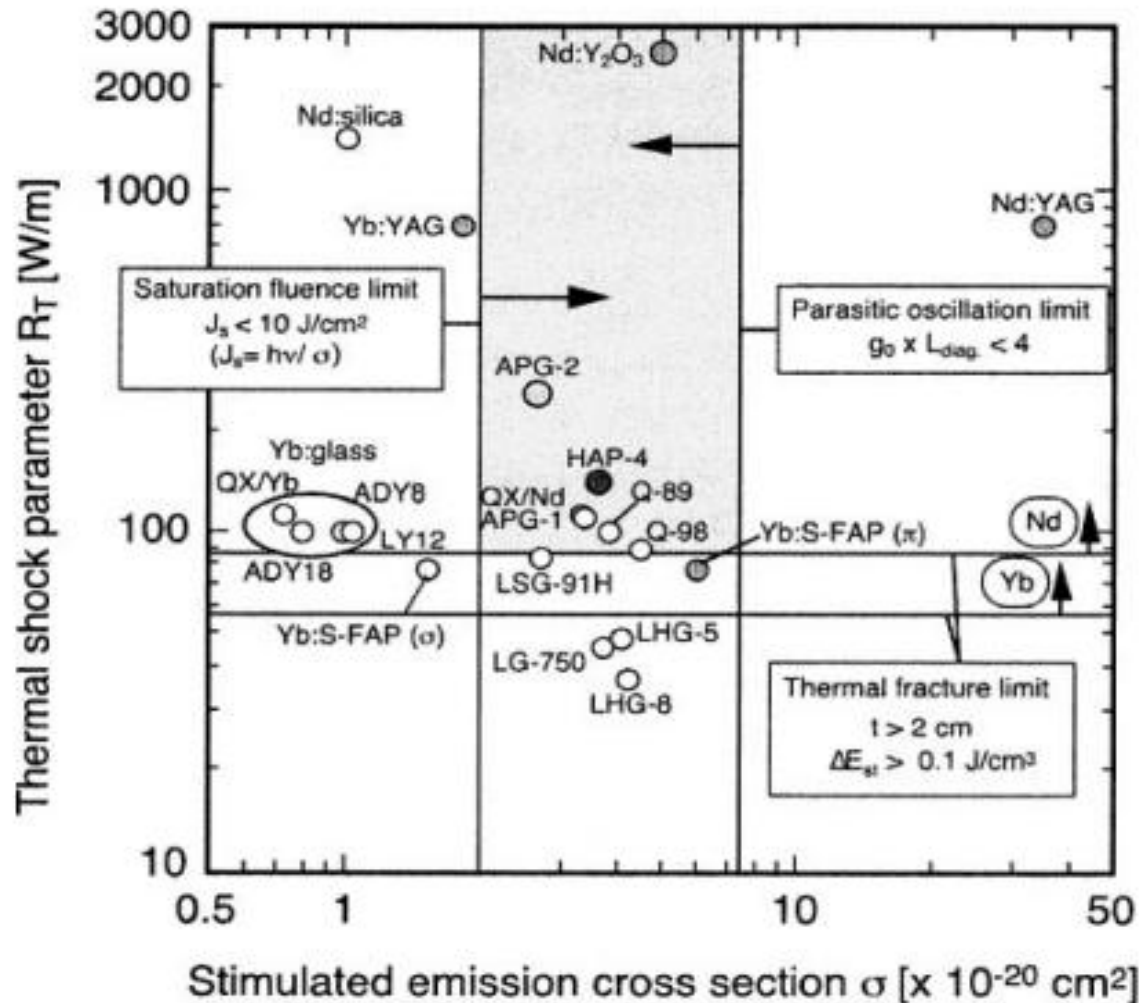 Thermal shock parameter R_T [W/m]
3000
2000
1000
100
10
Nd:Y₂O₃
Nd:silica
Yb:YAG
Nd:YAG
Saturation fluence limit
Jₛ < 10 J/cm²
(Jₛ= hν/ σ)
Parasitic oscillation limit
g₀ x L_diag. < 4
APG-2
Yb:glass
QX/Yb
ADY8
HAP-4
QX/Nd
Q-89
APG-1
Q-98
LY12
Yb:S-FAP (π)
Nd
ADY18
LSG-91H
Yb
Yb:S-FAP (σ)
LHG-5
LG-750
LHG-8
Thermal fracture limit
t > 2 cm
ΔE_st > 0.1 J/cm³
0.5
1
10
20
50
Stimulated emission cross section σ [x 10⁻²⁰ cm²]